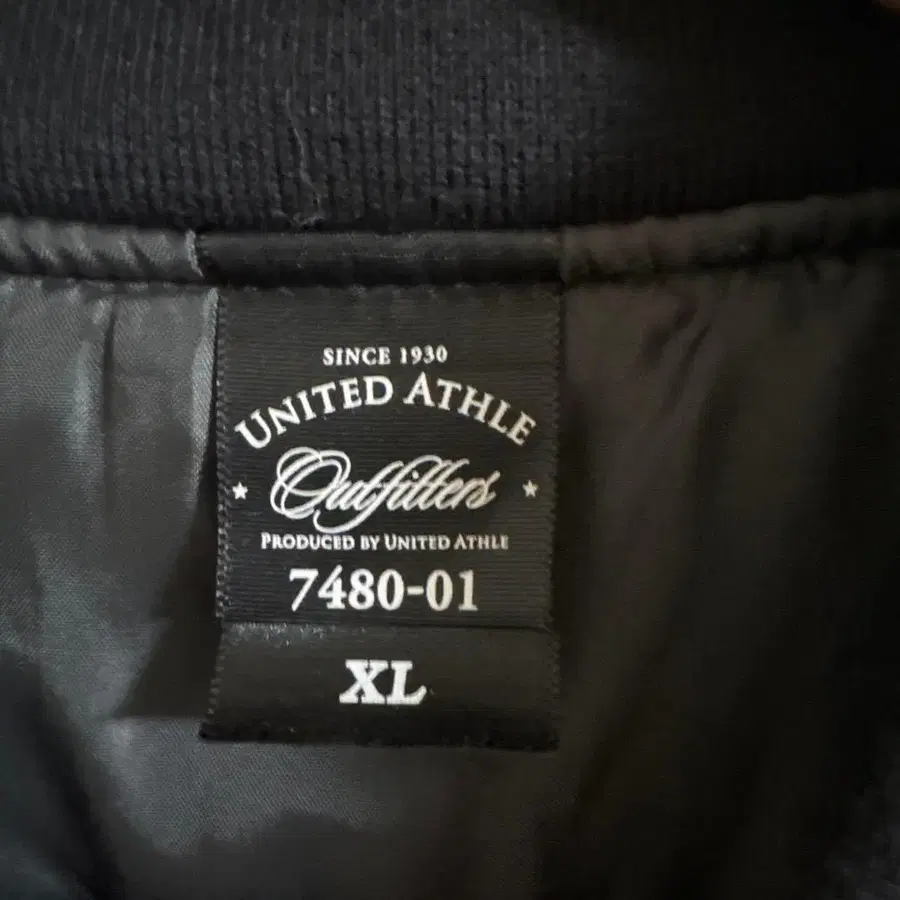 SINCE 1930
UNITED ATHLE
Outfitters
PRODUCED BY UNITED ATHLE
7480-01
XL